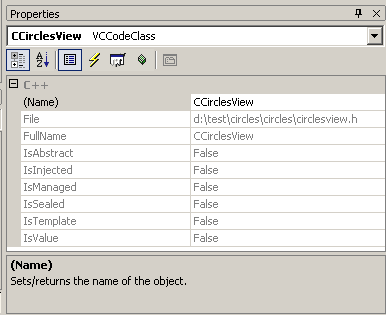 Properties
CCirclesView VCCodeClass
C++
(Name) CCirclesView
File d:\test\circles\circles\circlesview.h
FullName CCirclesView
IsAbstract False
IsInjected False
IsManaged False
IsSealed False
IsTemplate False
IsValue False
(Name)
Sets/returns the name of the object.